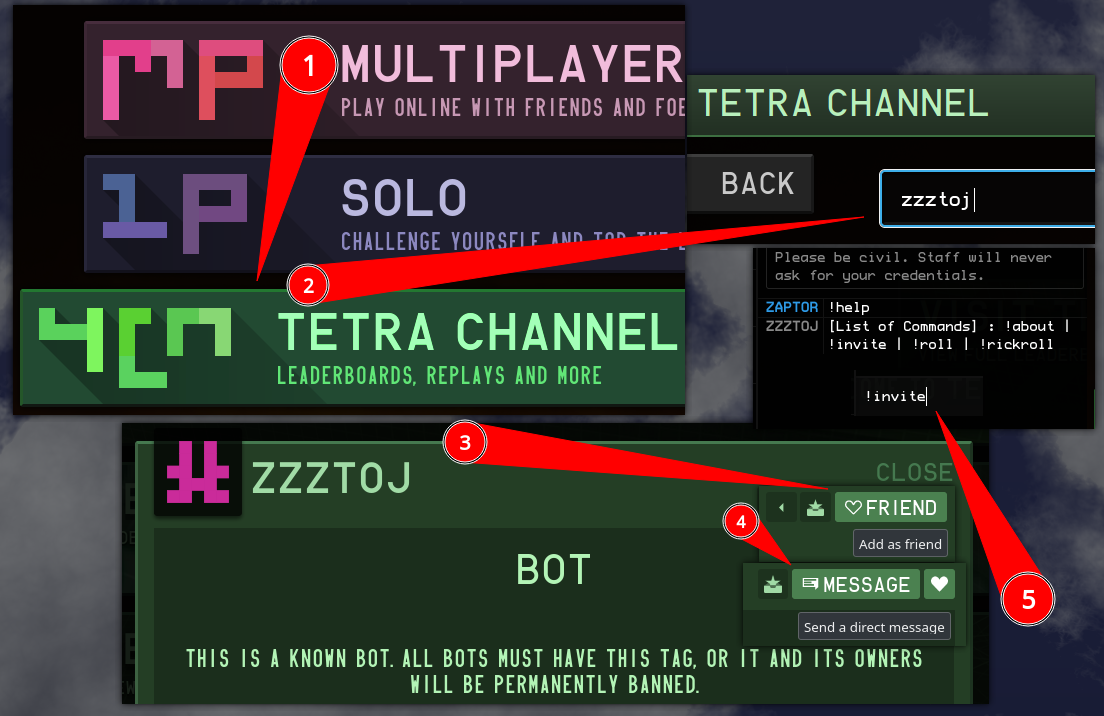 1
MP
MULTIPLAYER
PLAY ONLINE WITH FRIENDS AND FOE
1P
SOLO
CHALLENGE YOURSELF AND TOP THE L
2
4Cn
TETRA CHANNEL
LEADERBOARDS, REPLAYS AND MORE
TETRA CHANNEL
BACK
zzztoj
Please be civil. Staff will never
ask for your credentials.
ZAPTOR !help
ZZZTOJ [List of Commands] : !about |
!invite | !roll | !rickroll
!invite
3
ZZZTOJ
CLOSE
FRIEND
Add as friend
4
MESSAGE
Send a direct message
5
BOT
THIS IS A KNOWN BOT. ALL BOTS MUST HAVE THIS TAG, OR IT AND ITS OWNERS
WILL BE PERMANENTLY BANNED.